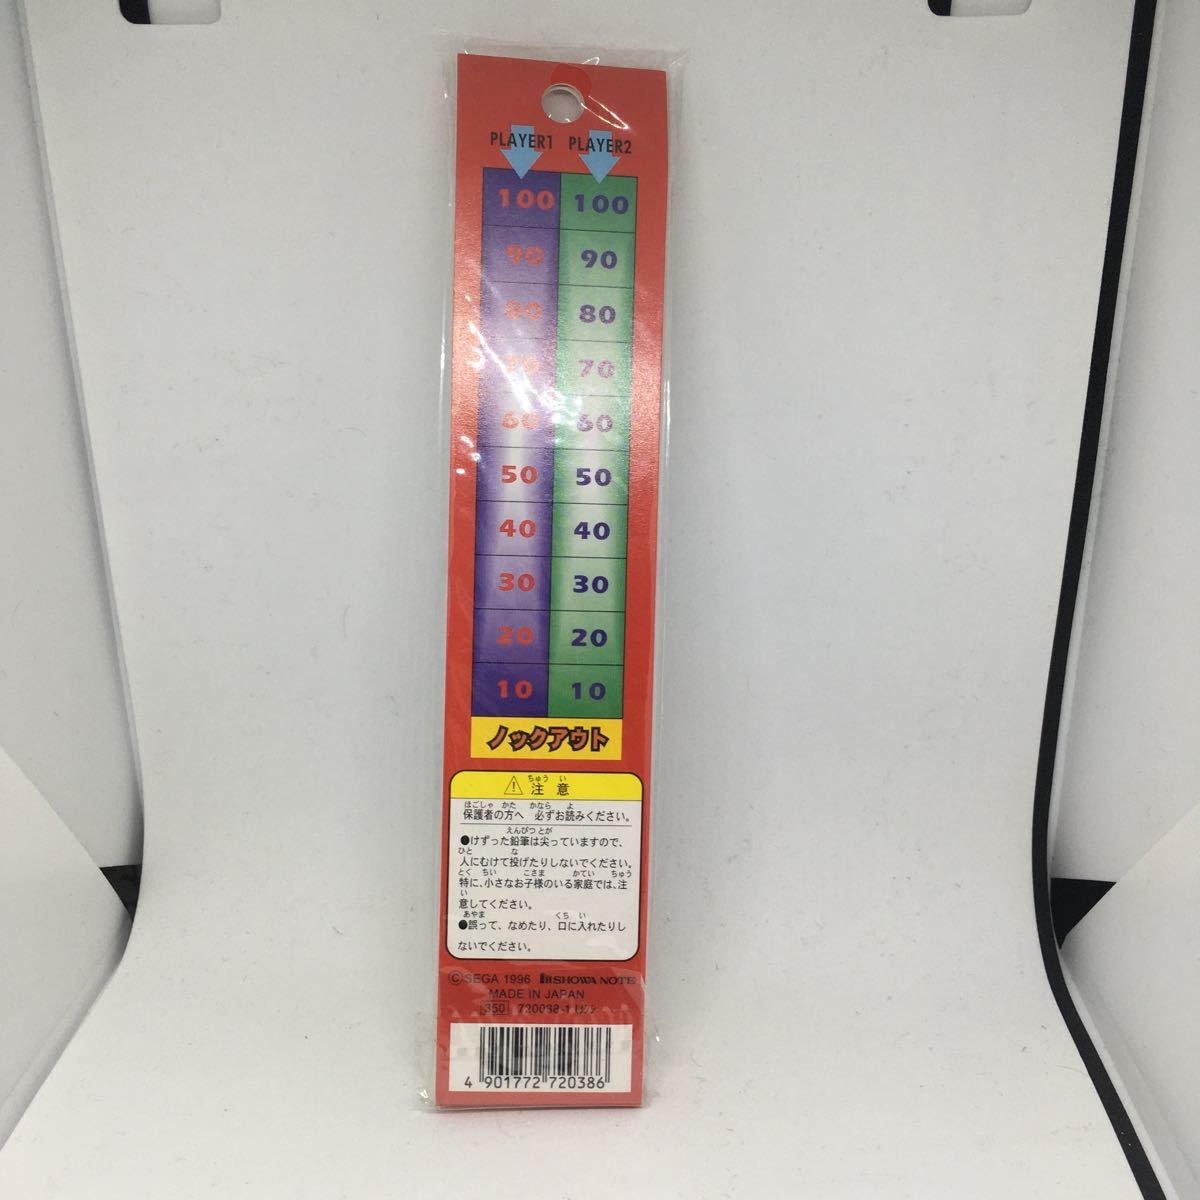 PLAYER1 PLAYER2
100 100
90 90
80 80
70 70
60 60
50 50
40 40
30 30
20 20
10 10
ノックアウト
ちゅう い
注 意
ほごしゃ かた かなら よ
保護者の方へ 必ずお読みください。
えんぴつ とが
●けずった鉛筆は尖っていますので、
ひと な
人にむけて投げたりしないでください。
とく ちい こさま かてい ちゅう
特に、小さなお子様のいる家庭では、注
い
意してください。
あやま くち い
●誤って、なめたり、口に入れたりし
ないでください。
©SEGA 1996 SHOWA NOTE
MADE IN JAPAN
350 720038-1
4 901772 720386